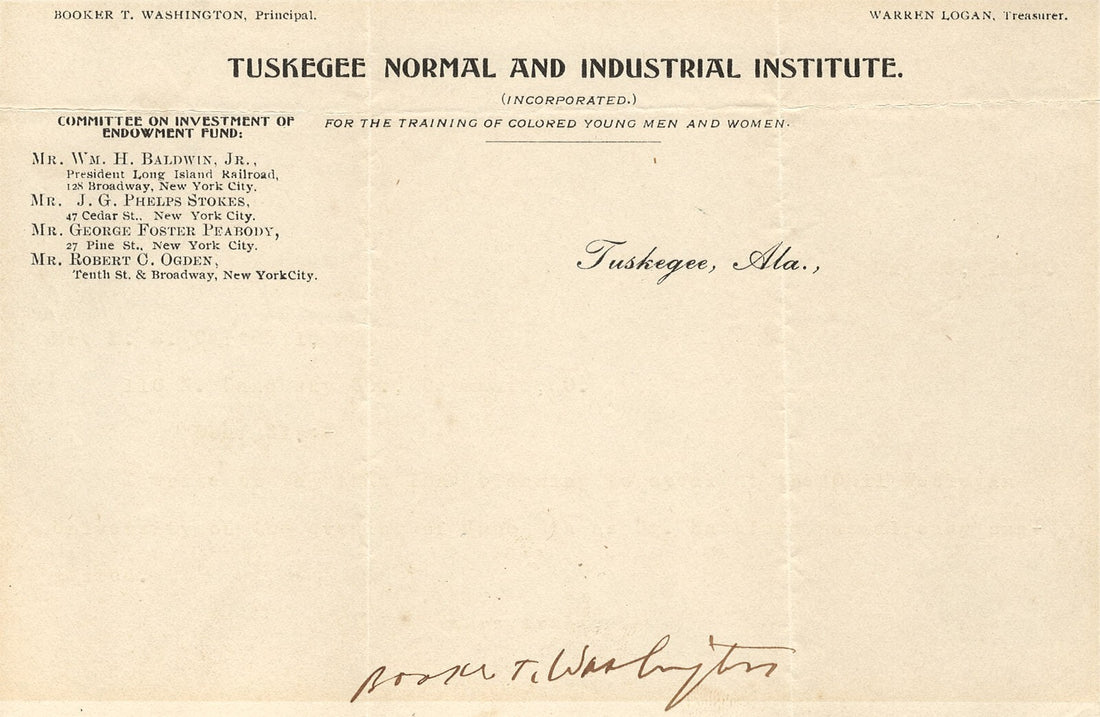 BOOKER T. WASHINGTON, Principal.
WARREN LOGAN, Treasurer.
TUSKEGEE NORMAL AND INDUSTRIAL INSTITUTE.
(INCORPORATED.)
FOR THE TRAINING OF COLORED YOUNG MEN AND WOMEN.
COMMITTEE ON INVESTMENT OF
ENDOWMENT FUND:
MR. WM. H. BALDWIN, JR.,
President Long Island Railroad,
128 Broadway, New York City.
MR. J. G. PHELPS STOKES,
47 Cedar St., New York City.
MR. GEORGE FOSTER PEABODY,
27 Pine St., New York City.
MR. ROBERT C. OGDEN,
Tenth St. & Broadway, New York City.
Tuskegee, Ala.,
Booker T. Washington